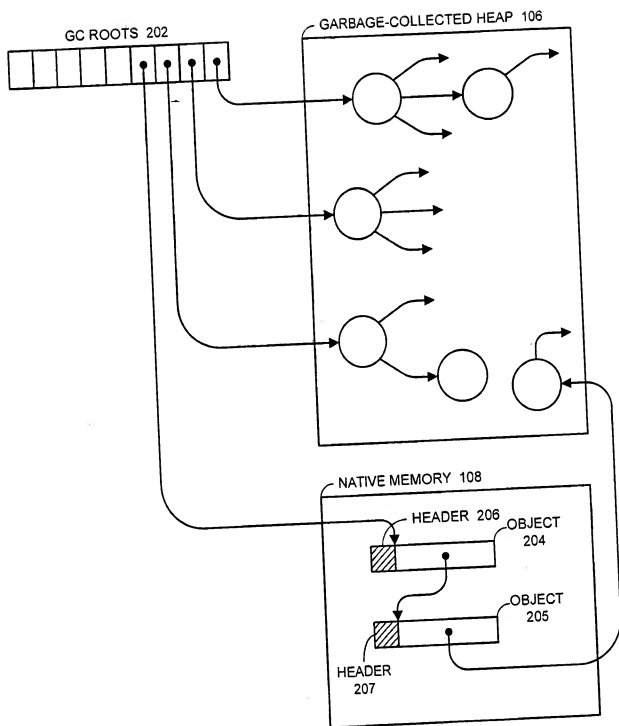 GC ROOTS 202
GARBAGE-COLLECTED HEAP 106
NATIVE MEMORY 108
HEADER 206
OBJECT
204
OBJECT
205
HEADER
207